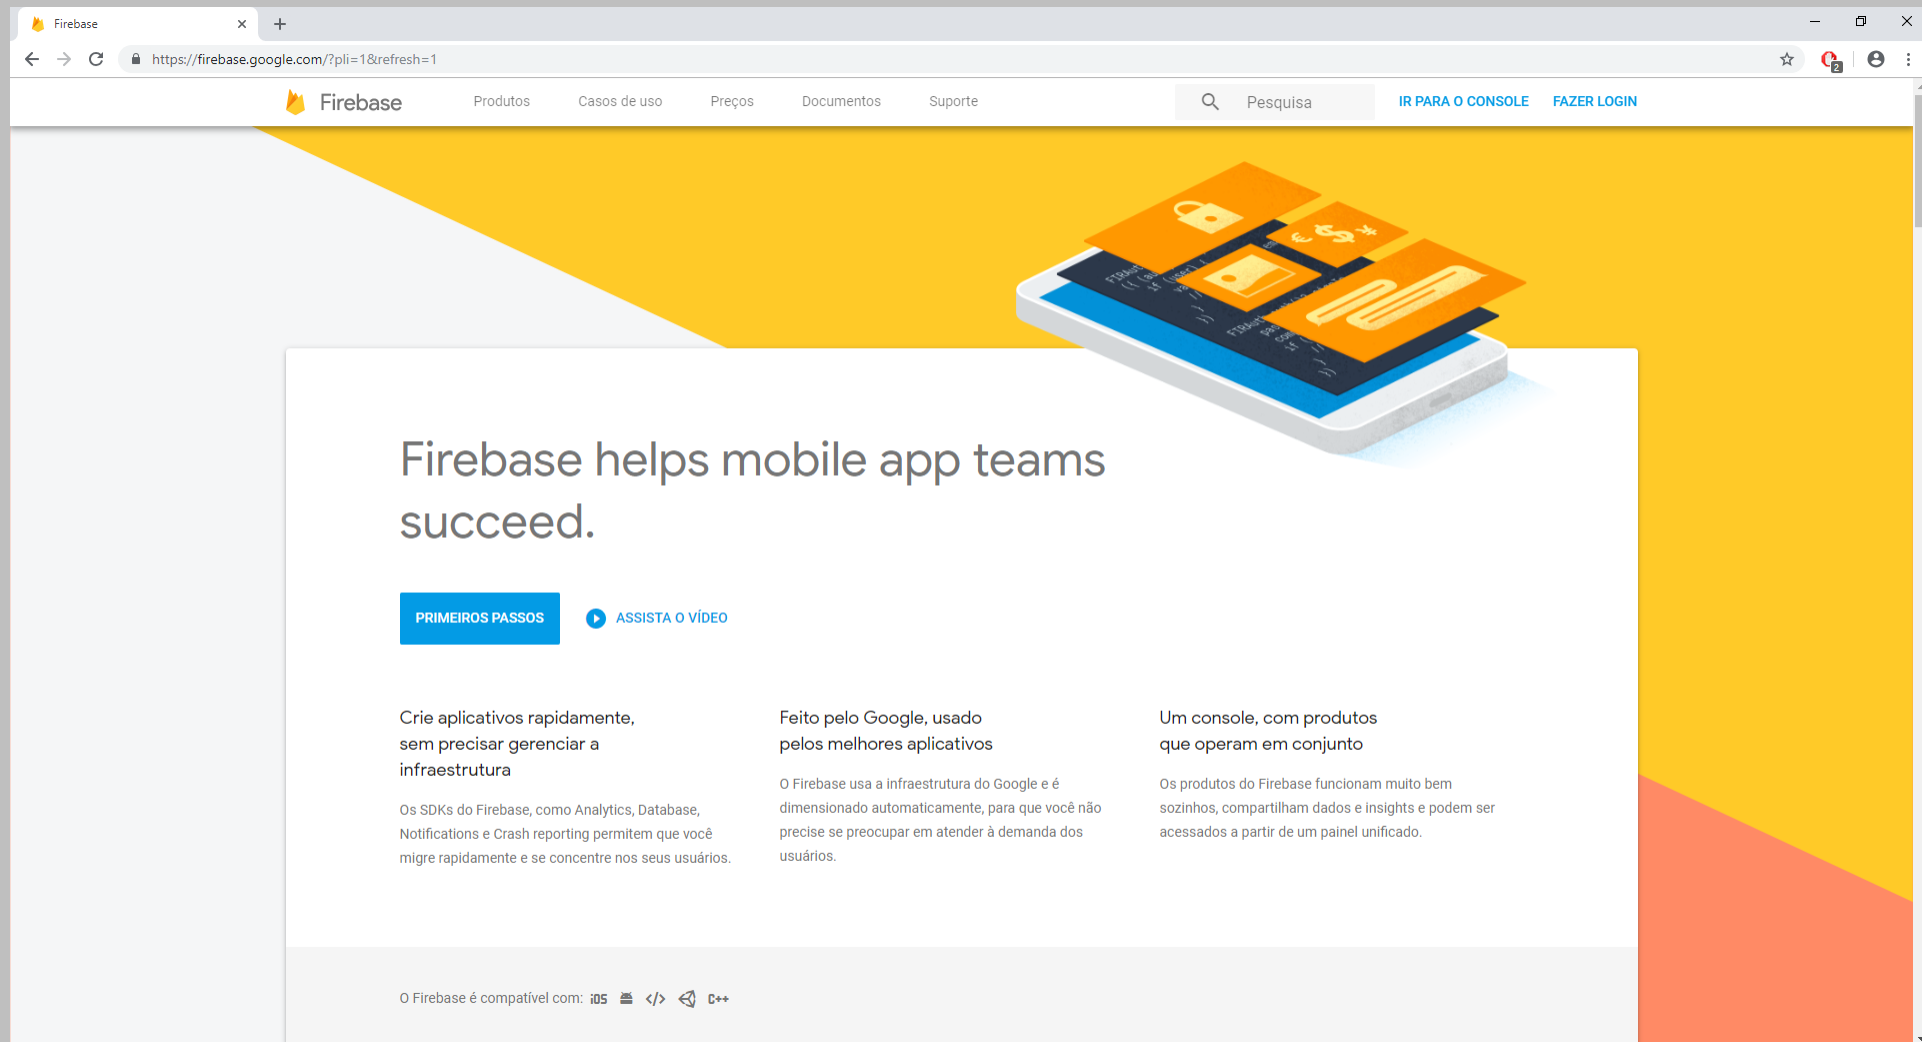 Firebase
https://firebase.google.com/?pli=1&refresh=1
2
Firebase
Produtos
Casos de uso
Preços
Documentos
Suporte
Pesquisa
IR PARA O CONSOLE
FAZER LOGIN
Firebase helps mobile app teams
succeed.
PRIMEIROS PASSOS
ASSISTA O VÍDEO
Crie aplicativos rapidamente,
sem precisar gerenciar a
infraestrutura
Os SDKs do Firebase, como Analytics, Database,
Notifications e Crash reporting permitem que você
migre rapidamente e se concentre nos seus usuários.
Feito pelo Google, usado
pelos melhores aplicativos
O Firebase usa a infraestrutura do Google e é
dimensionado automaticamente, para que você não
precise se preocupar em atender à demanda dos
usuários.
Um console, com produtos
que operam em conjunto
Os produtos do Firebase funcionam muito bem
sozinhos, compartilham dados e insights e podem ser
acessados a partir de um painel unificado.
O Firebase é compatível com: iOS </> C++